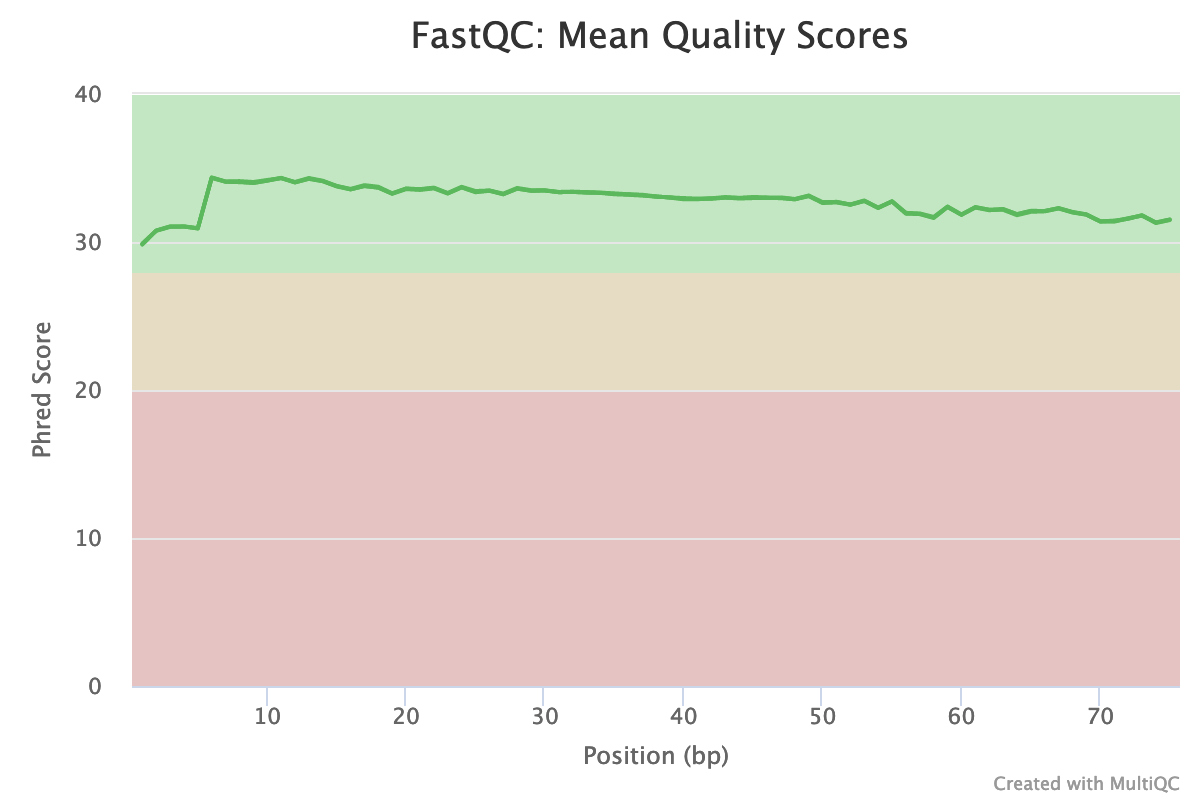 FastQC: Mean Quality Scores
40
30
20
10
0
Phred Score
10 20 30 40 50 60 70
Position (bp)
Created with MultiQC